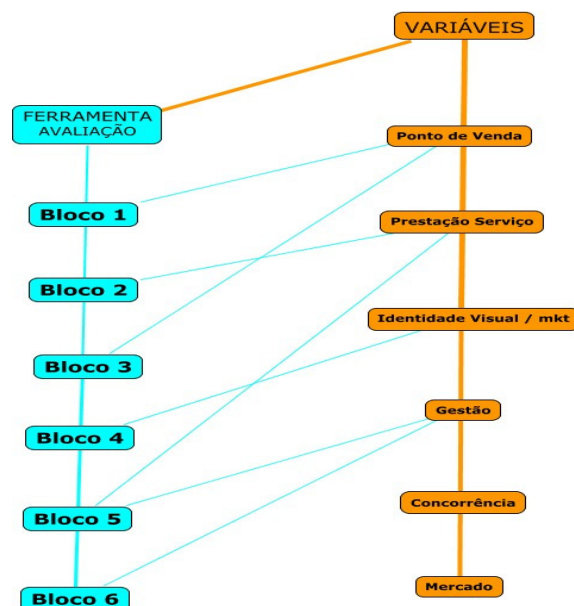 VARIÁVEIS
FERRAMENTA
AVALIAÇÃO
Ponto de Venda
Bloco 1
Prestação Serviço
Bloco 2
Identidade Visual / mkt
Bloco 3
Gestão
Bloco 4
Concorrência
Bloco 5
Mercado
Bloco 6